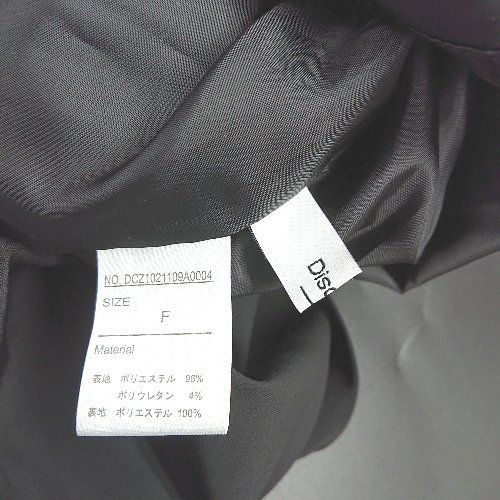 NO. DCZ1021109A0004
SIZE
F
Material
表地 ポリエステル 96%
ポリウレタン 4%
裏地 ポリエステル 100%